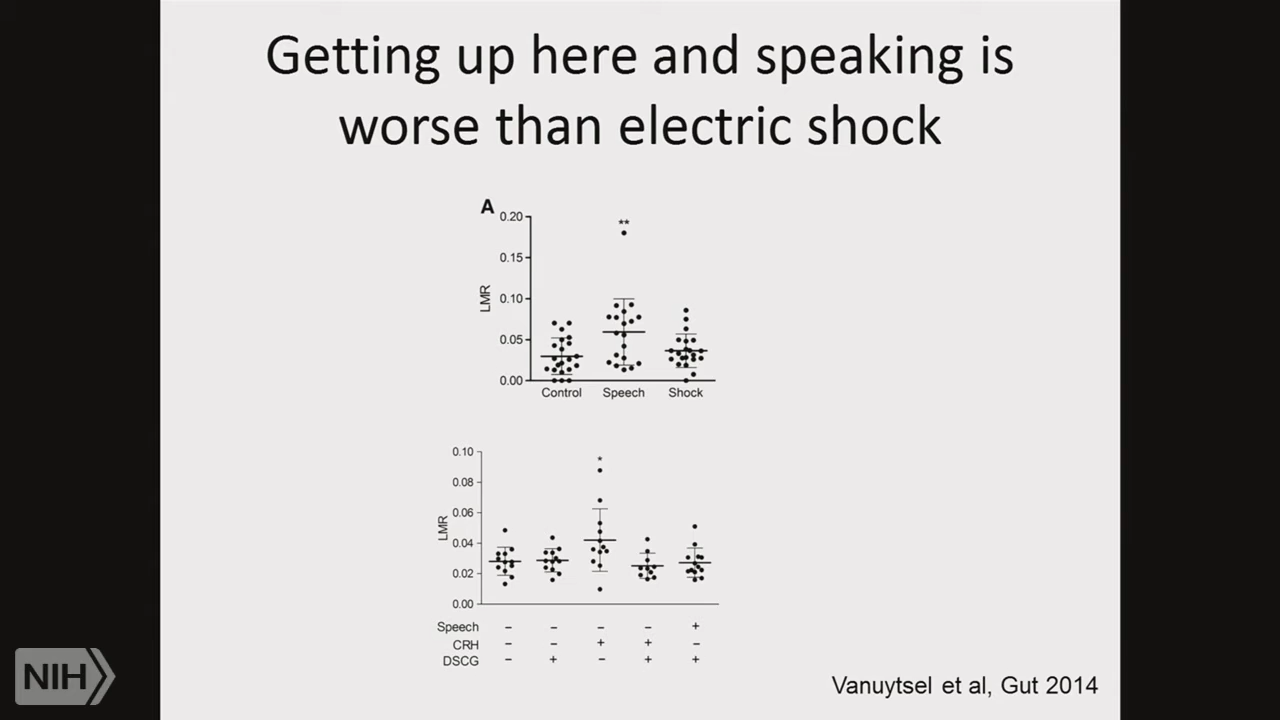 Getting up here and speaking is
worse than electric shock
A
0.20
**
0.15
LMR
0.10
0.05
0.00
Control Speech Shock
0.10
*
0.08
0.06
LMR
0.04
0.02
0.00
Speech – – – – +
CRH – – + + –
DSCG – + – + +
NIH
Vanuytsel et al, Gut 2014